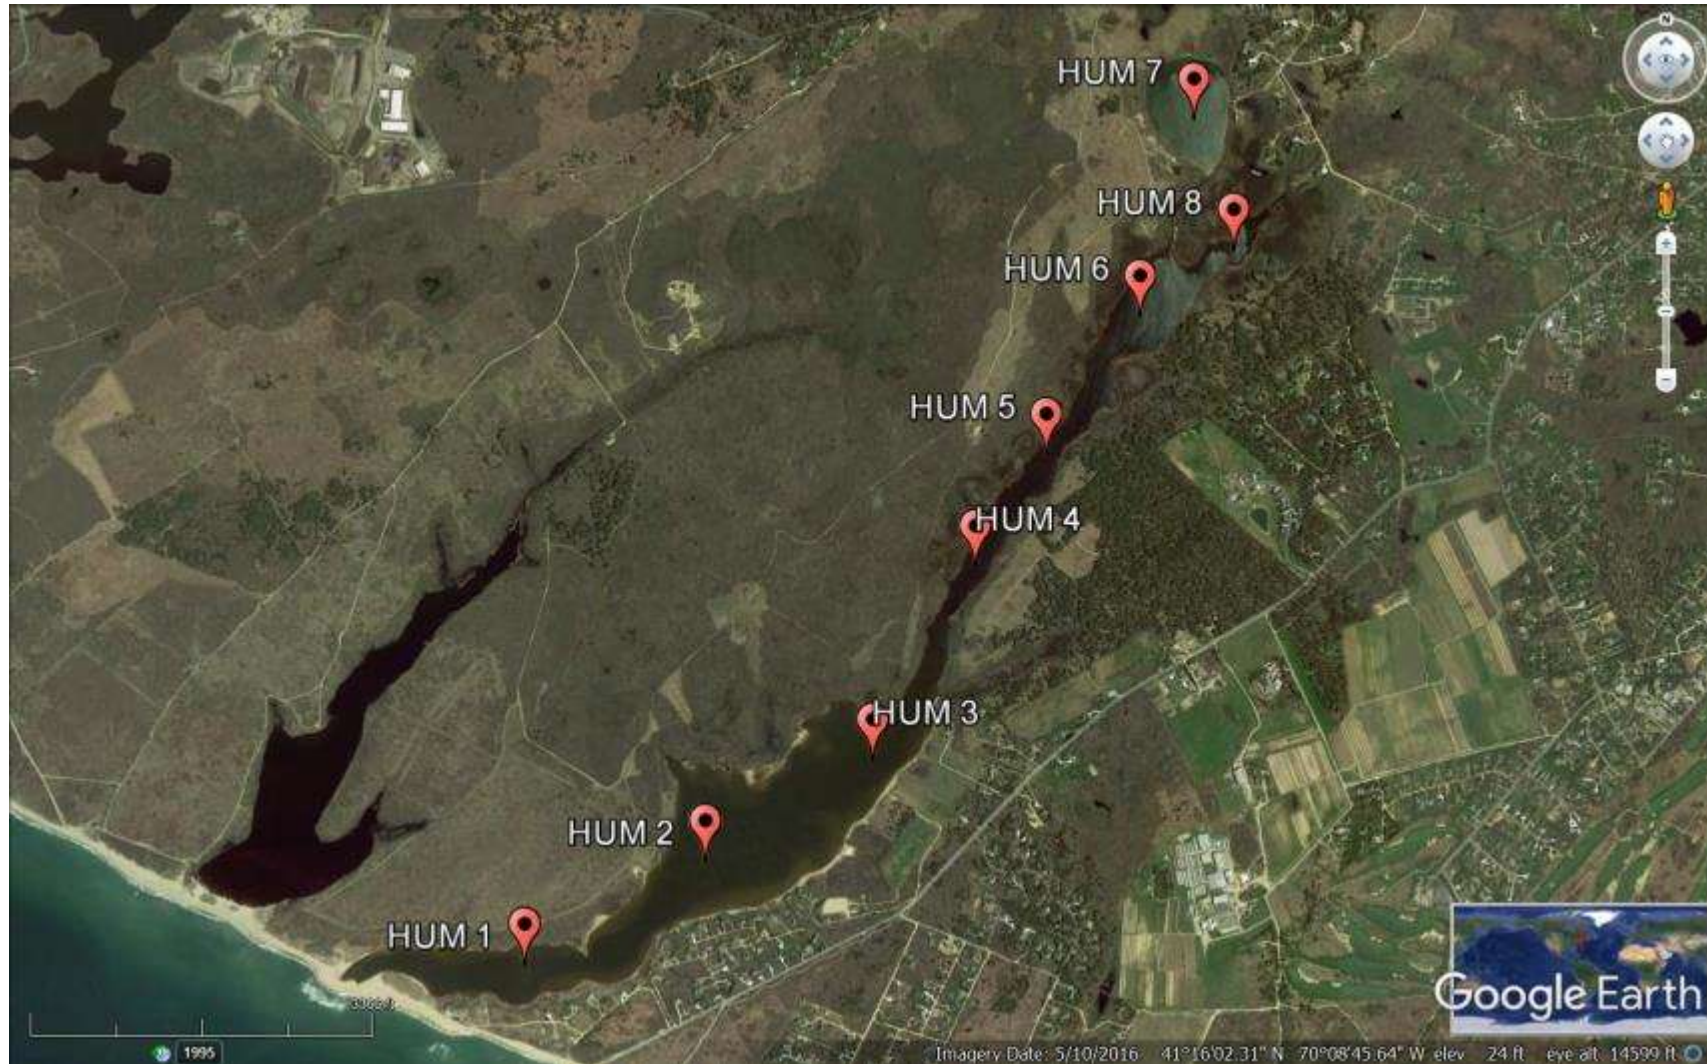 N
HUM 7
HUM 8
HUM 6
HUM 5
HUM 4
HUM 3
HUM 2
HUM 1
Google Earth
1995
Imagery Date: 5/10/2016 41°16'02.31" N 70°08'45.64" W elev 24 ft eye alt 14599 ft